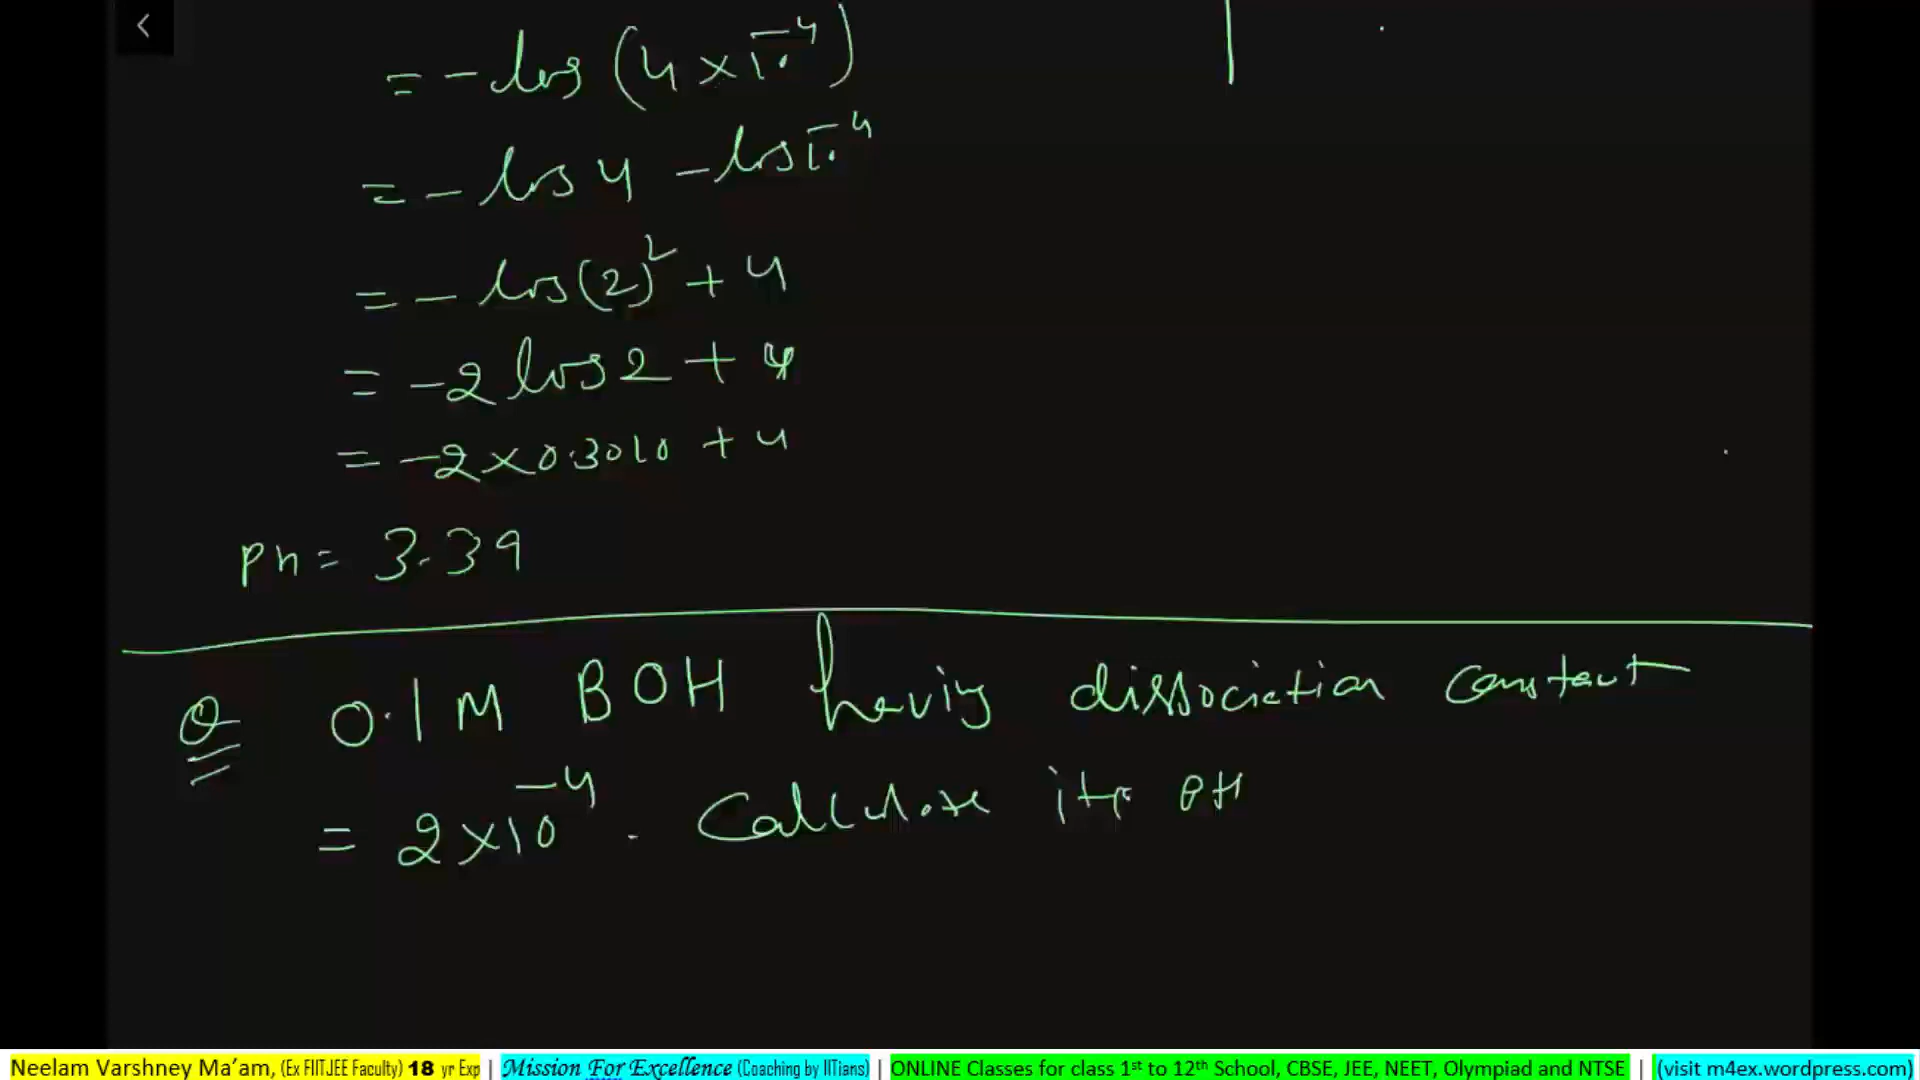 = - log (4 × 10⁻⁴)
= - log 4 - log 10⁻⁴
= - log (2)² + 4
= -2 log 2 + 4
= -2 × 0.3010 + 4
PH = 3.39
Q 0.1 M BOH having dissociation constant
= 2 × 10⁻⁴ . Calculate its PH
Neelam Varshney Ma’am, (Ex FIITJEE Faculty) 18 yr Exp | Mission For Excellence (Coaching by IITians) | ONLINE Classes for class 1st to 12th School, CBSE, JEE, NEET, Olympiad and NTSE | (visit m4ex.wordpress.com)